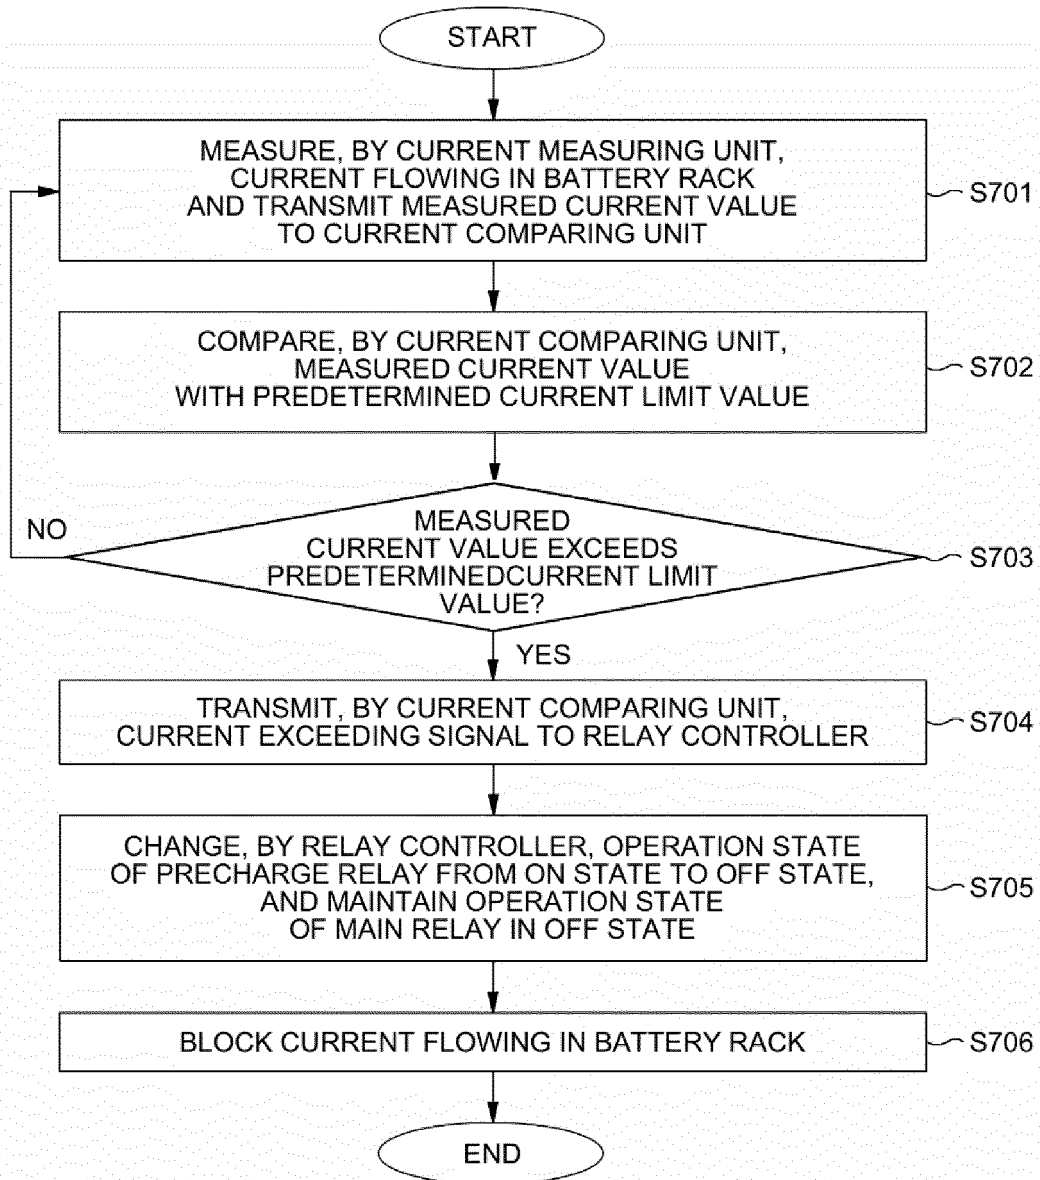 START
MEASURE, BY CURRENT MEASURING UNIT,
CURRENT FLOWING IN BATTERY RACK
AND TRANSMIT MEASURED CURRENT VALUE
TO CURRENT COMPARING UNIT
S701
COMPARE, BY CURRENT COMPARING UNIT,
MEASURED CURRENT VALUE
WITH PREDETERMINED CURRENT LIMIT VALUE
S702
NO
MEASURED
CURRENT VALUE EXCEEDS
PREDETERMINEDCURRENT LIMIT
VALUE?
S703
YES
TRANSMIT, BY CURRENT COMPARING UNIT,
CURRENT EXCEEDING SIGNAL TO RELAY CONTROLLER
S704
CHANGE, BY RELAY CONTROLLER, OPERATION STATE
OF PRECHARGE RELAY FROM ON STATE TO OFF STATE,
AND MAINTAIN OPERATION STATE
OF MAIN RELAY IN OFF STATE
S705
BLOCK CURRENT FLOWING IN BATTERY RACK
S706
END